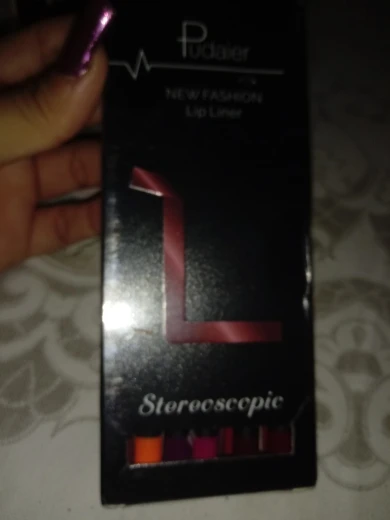 Pudaier
NEW FASHION
Lip Liner
Stereoscopic